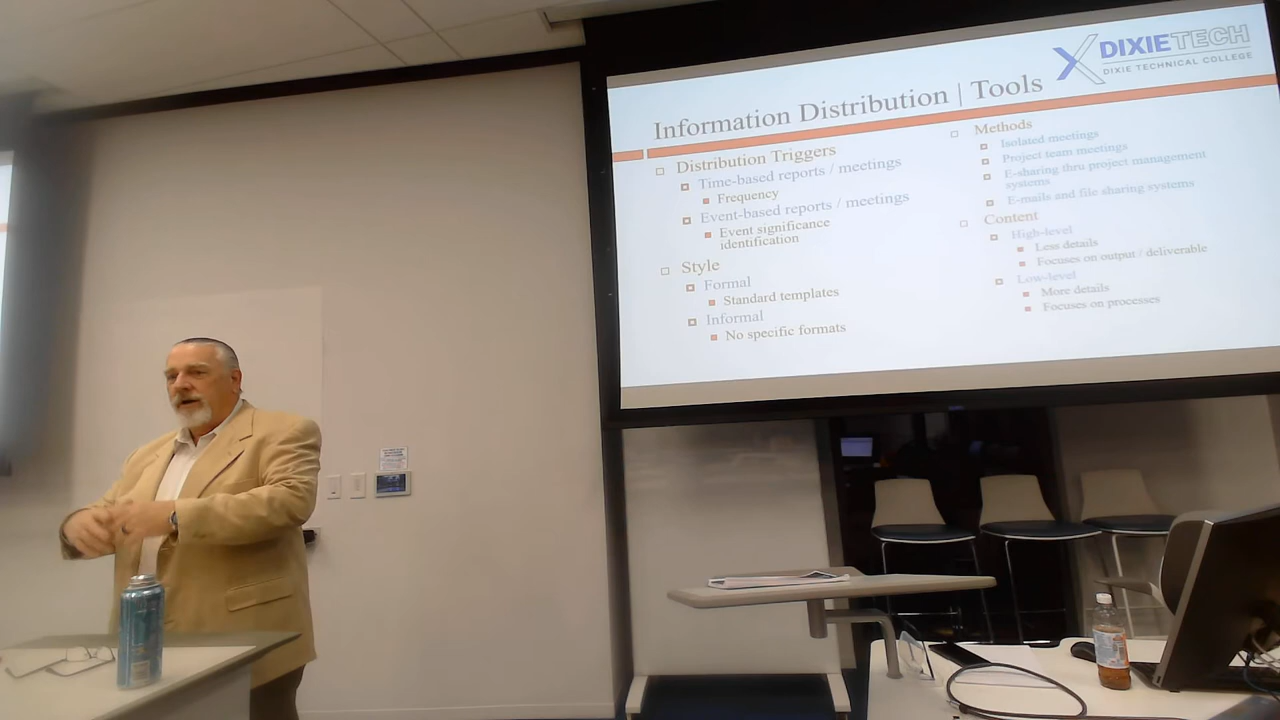 DIXIETECH
DIXIE TECHNICAL COLLEGE
Information Distribution | Tools
Distribution Triggers
Time-based reports / meetings
Frequency
Event-based reports / meetings
Event significance
identification
Style
Formal
Standard templates
Informal
No specific formats
Methods
Isolated meetings
Project team meetings
E-sharing thru project management
systems
E-mails and file sharing systems
Content
High-level
Less details
Focuses on output / deliverable
Low-level
More details
Focuses on processes